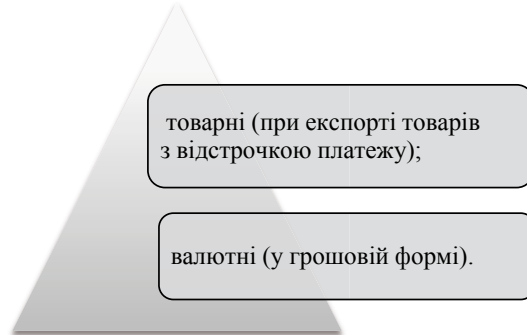 товарні (при експорті товарів
з відстрочкою платежу);
валютні (у грошовій формі).